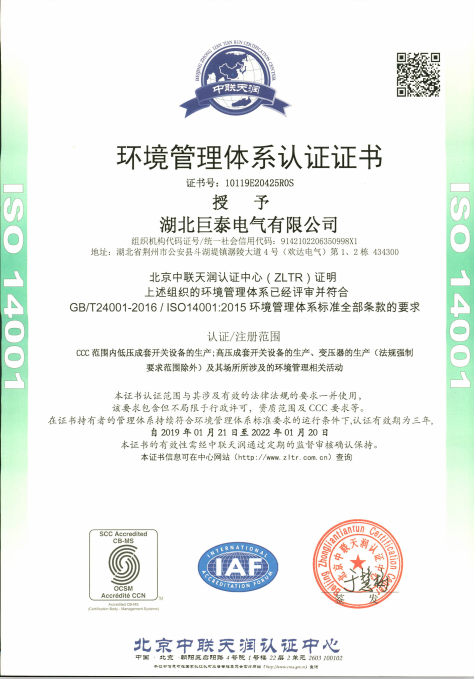 BEIJING ZHONG LIAN TIAN RUN CERTIFICATION CENTER
中联天润
环境管理体系认证证书
证书号：10119E20425R0S
授 予
湖北巨泰电气有限公司
组织机构代码证号/统一社会信用代码：9142102206350998X1
地址：湖北省荆州市公安县斗湖堤镇潺陵大道 4 号（欢达电气）第 1、2 栋 434300
北京中联天润认证中心（ZLTR）证明
上述组织的环境管理体系已经评审并符合
GB/T24001-2016 / ISO14001:2015 环境管理体系标准全部条款的要求
认证/注册范围
CCC 范围内低压成套开关设备的生产;高压成套开关设备的生产、变压器的生产（法规强制
要求范围除外）及其场所所涉及的环境管理相关活动
本证书认证范围与其涉及有效的法律法规的要求一并使用,
该要求包含但不局限于行政许可，资质范围及 CCC 要求等。
在证书持有者的管理体系持续符合环境管理体系标准要求的运行条件下,认证有效期为三年,
自 2019 年 01 月 21 日至 2022 年 01 月 20 日
本证书的有效性需经中联天润通过定期的监督审核确认保持。
本证书信息可在中心网站（http://www.zltr.com.cn）查询
ISO 14001
ISO 14001
SCC Accredited
CB-MS
OCSM
Accrédité CCN
Accredited CB-MS
(Certification Body - Management Systems)
INTERNATIONAL
IAF
ACCREDITATION FORUM
Beijing Zhongliantianrun Certification Center
北京中联天润认证中心
签 发
北京中联天润认证中心
中国 · 北京 · 朝阳区启阳路 4 号院 1 号楼 22 层 2 单元 2603 100102